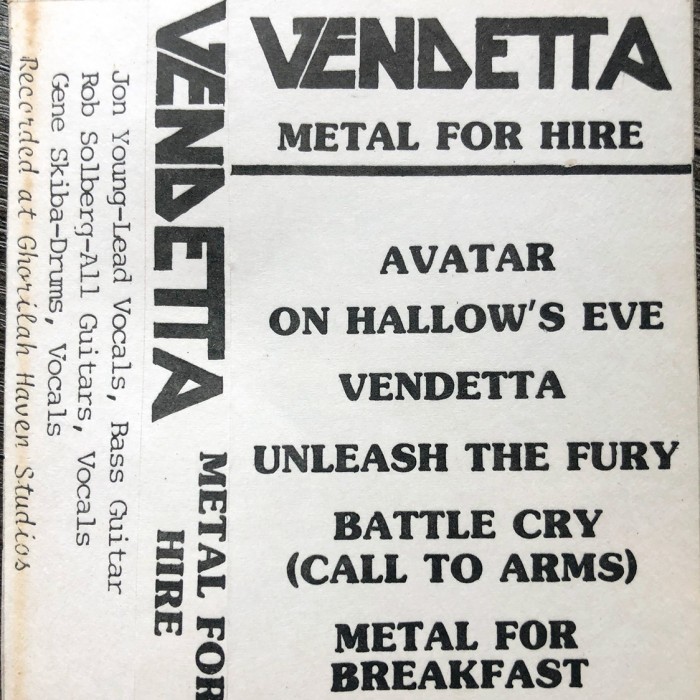 VENDETTA
METAL FOR HIRE
AVATAR
ON HALLOW'S EVE
VENDETTA
UNLEASH THE FURY
BATTLE CRY
(CALL TO ARMS)
METAL FOR
BREAKFAST
VENDETTA
METAL FOR
HIRE
Jon Young-Lead Vocals, Bass Guitar
Rob Solberg-All Guitars, Vocals
Gene Skiba-Drums, Vocals
Recorded at Ghorilah Haven Studios